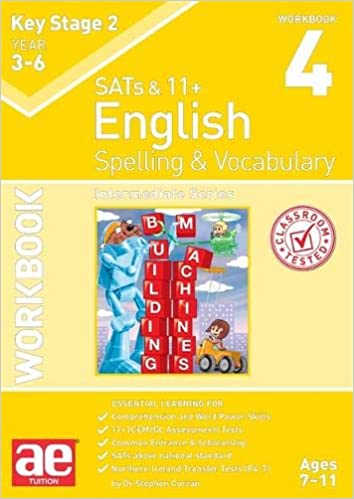 Key Stage 2
YEAR
3-6
WORKBOOK
4
SATs & 11+
English
Spelling & Vocabulary
Intermediate Series
WORKBOOK
BUILDING
MACHINES
CLASSROOM
TESTED
ESSENTIAL LEARNING FOR
Comprehension and Word Power Skills
11+ (CEM/GL Assessment) Tests
Common Entrance & Scholarship
SATs above national standard
Northern Ireland Transfer Tests (P6-7)
by Dr Stephen Curran
ae
TUITION
Ages
7-11